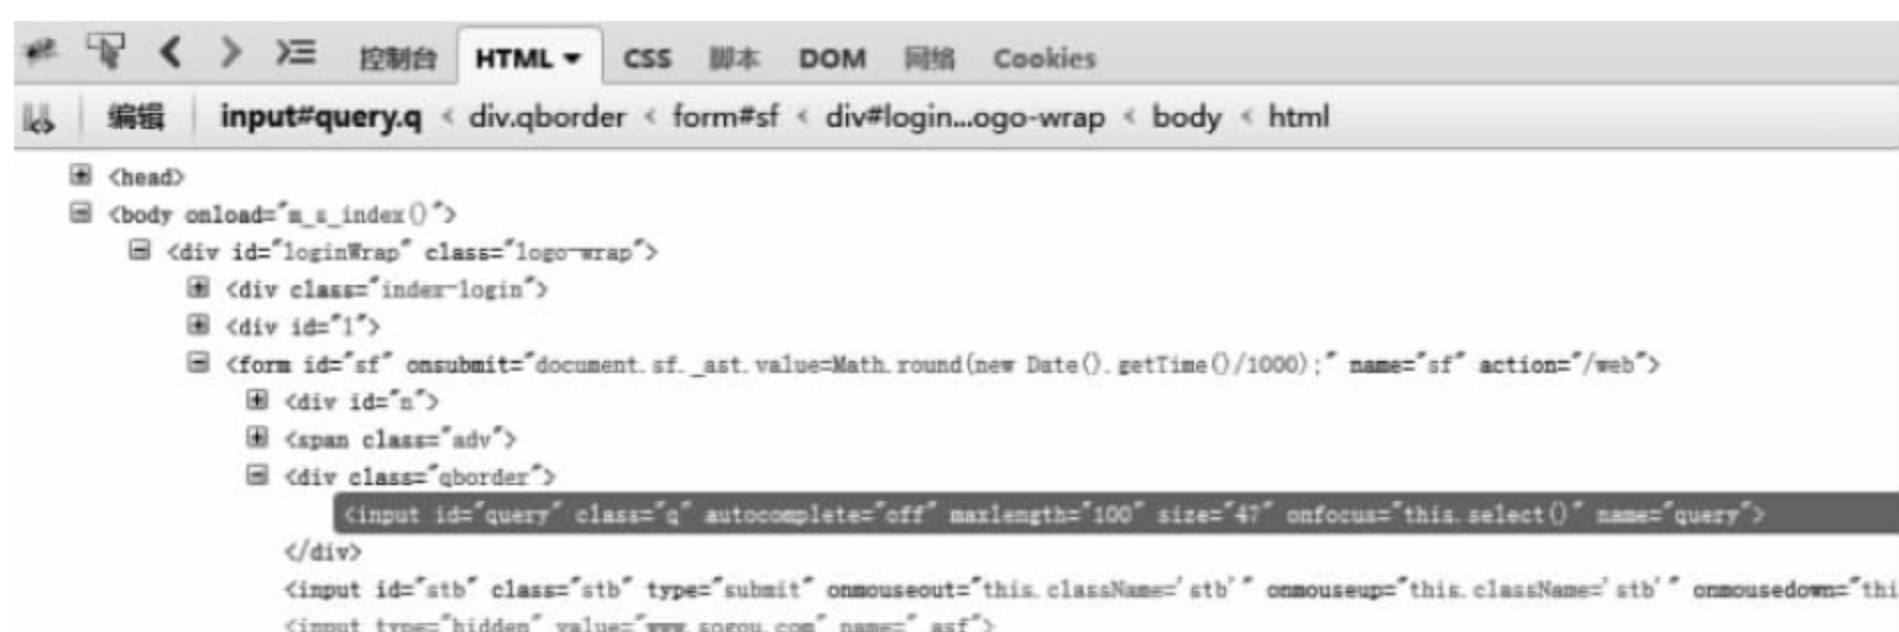 控制台 HTML CSS 脚本 DOM 网络 Cookies
编辑 input#query.q < div.qborder < form#sf < div#login...ogo-wrap < body < html
<head>
<body onload="m_s_index()">
<div id="loginWrap" class="logo-wrap">
<div class="index-login">
<div id="l">
<form id="sf" onsubmit="document.sf._ast.value=Math.round(new Date().getTime()/1000);" name="sf" action="/web">
<div id="n">
<span class="adv">
<div class="qborder">
<input id="query" class="q" autocomplete="off" maxlength="100" size="47" onfocus="this.select()" name="query">
</div>
<input id="stb" class="stb" type="submit" onmouseout="this.className='stb'" onmouseup="this.className='stb'" onmousedown="thi
<input type="hidden" value="www.sogou.com" name="_asf">